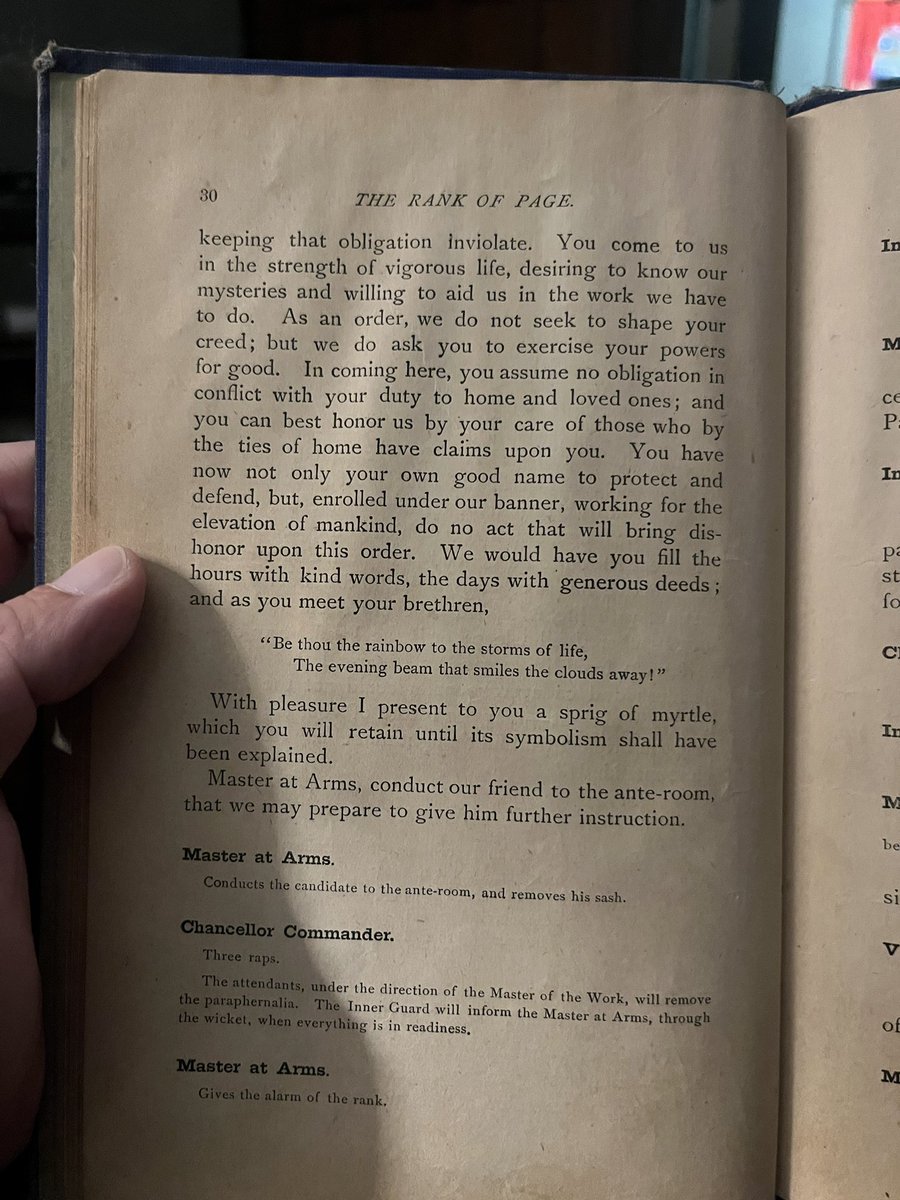 30 THE RANK OF PAGE.
keeping that obligation inviolate. You come to us
in the strength of vigorous life, desiring to know our
mysteries and willing to aid us in the work we have
to do. As an order, we do not seek to shape your
creed; but we do ask you to exercise your powers
for good. In coming here, you assume no obligation in
conflict with your duty to home and loved ones; and
you can best honor us by your care of those who by
the ties of home have claims upon you. You have
now not only your own good name to protect and
defend, but, enrolled under our banner, working for the
elevation of mankind, do no act that will bring dis-
honor upon this order. We would have you fill the
hours with kind words, the days with generous deeds;
and as you meet your brethren,
"Be thou the rainbow to the storms of life,
The evening beam that smiles the clouds away!"
With pleasure I present to you a sprig of myrtle,
which you will retain until its symbolism shall have
been explained.
Master at Arms, conduct our friend to the ante-room,
that we may prepare to give him further instruction.
Master at Arms.
Conducts the candidate to the ante-room, and removes his sash.
Chancellor Commander.
Three raps.
The attendants, under the direction of the Master of the Work, will remove
the paraphernalia. The Inner Guard will inform the Master at Arms, through
the wicket, when everything is in readiness.
Master at Arms.
Gives the alarm of the rank.